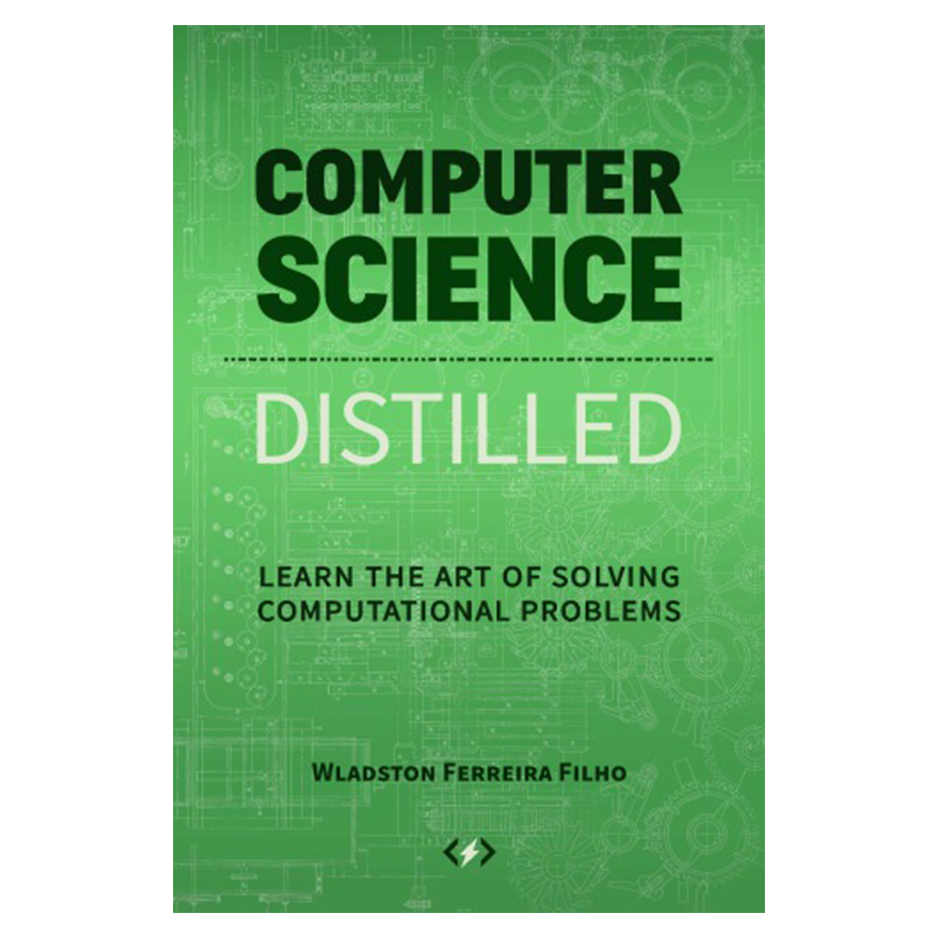 COMPUTER
SCIENCE
DISTILLED
LEARN THE ART OF SOLVING
COMPUTATIONAL PROBLEMS
WLADSTON FERREIRA FILHO